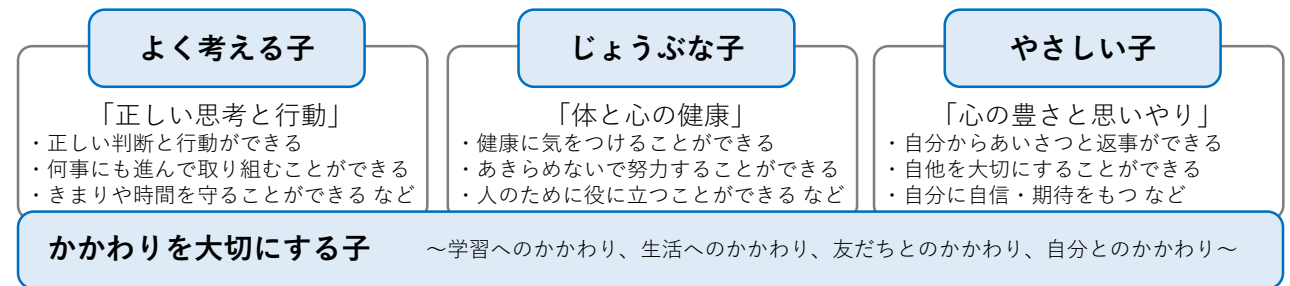 よく考える子
「正しい思考と行動」
・正しい判断と行動ができる
・何事にも進んで取り組むことができる
・きまりや時間を守ることができる など
じょうぶな子
「体と心の健康」
・健康に気をつけることができる
・あきらめないで努力することができる
・人のために役に立つことができる など
やさしい子
「心の豊さと思いやり」
・自分からあいさつと返事ができる
・自他を大切にすることができる
・自分に自信・期待をもつ など
かかわりを大切にする子 ～学習へのかかわり、生活へのかかわり、友だちとのかかわり、自分とのかかわり～